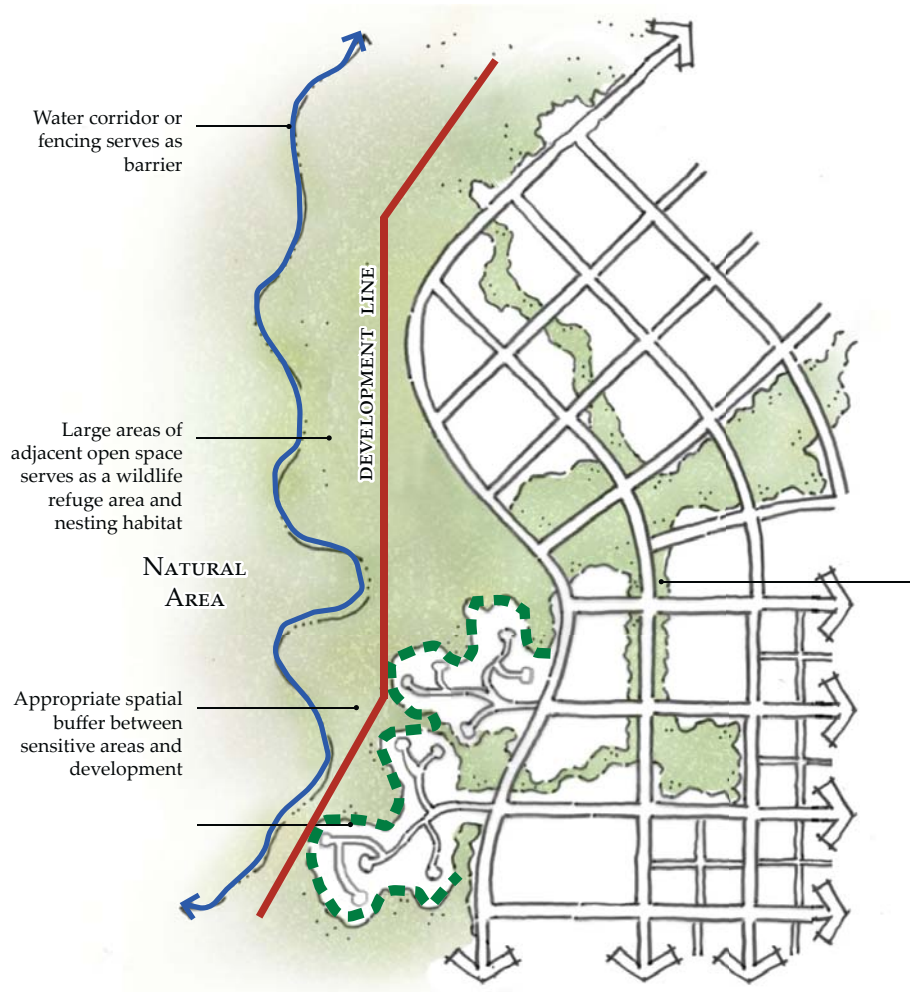 Water corridor or
fencing serves as
barrier
DEVELOPMENT LINE
Large areas of
adjacent open space
serves as a wildlife
refuge area and
nesting habitat
NATURAL
AREA
Appropriate spatial
buffer between
sensitive areas and
development